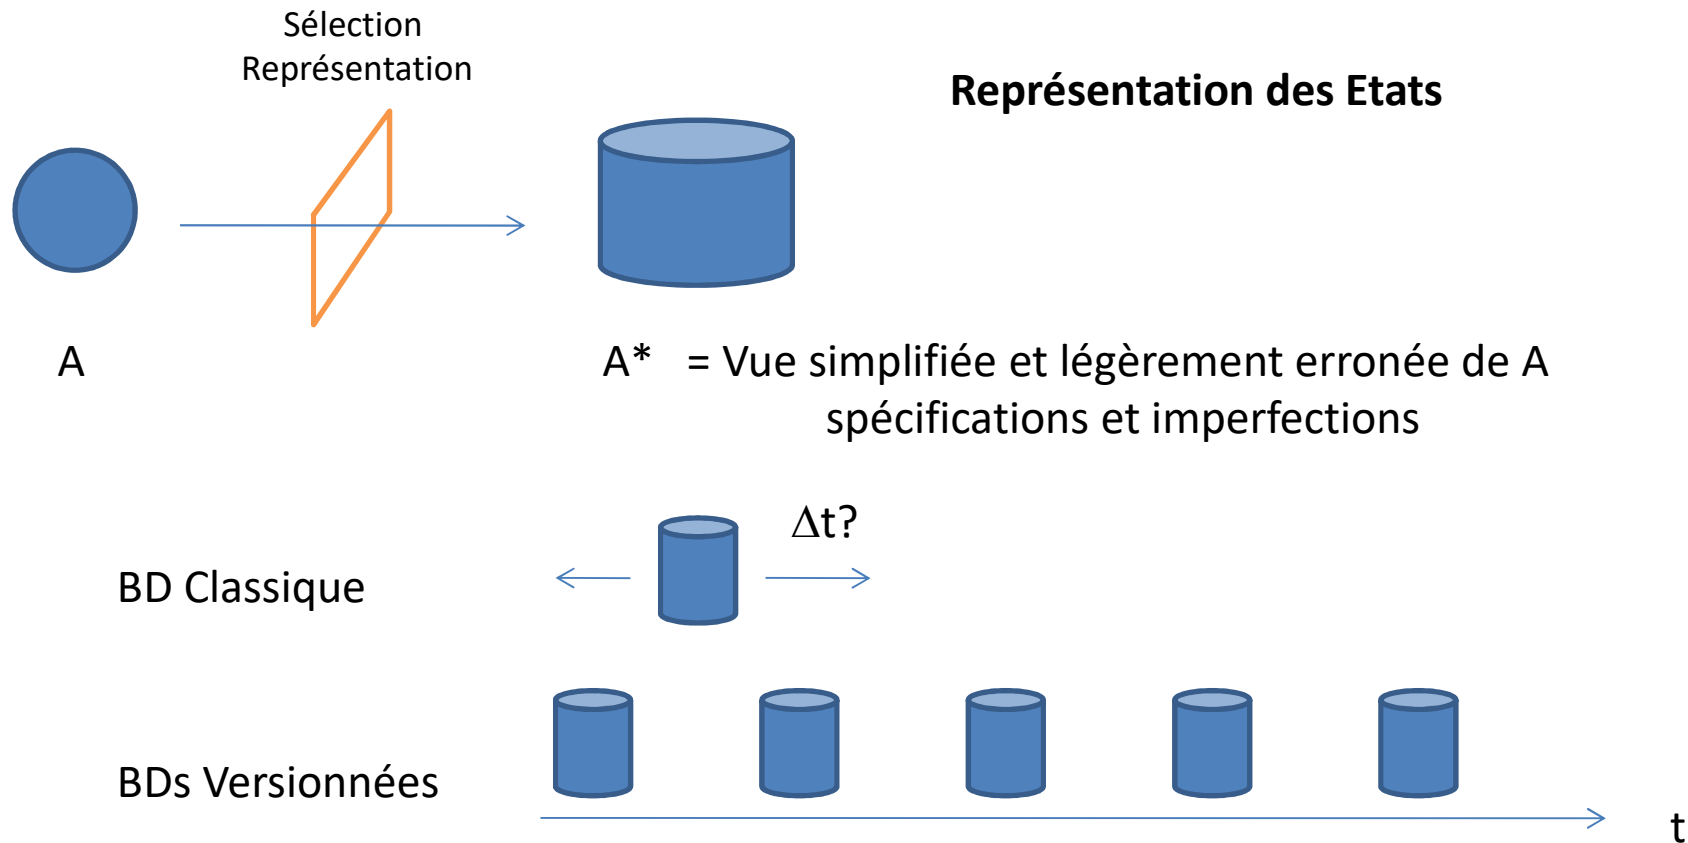 Sélection
Représentation
Représentation des Etats
A
A* = Vue simplifiée et légèrement erronée de A
spécifications et imperfections
Δt?
BD Classique
BDs Versionnées
t